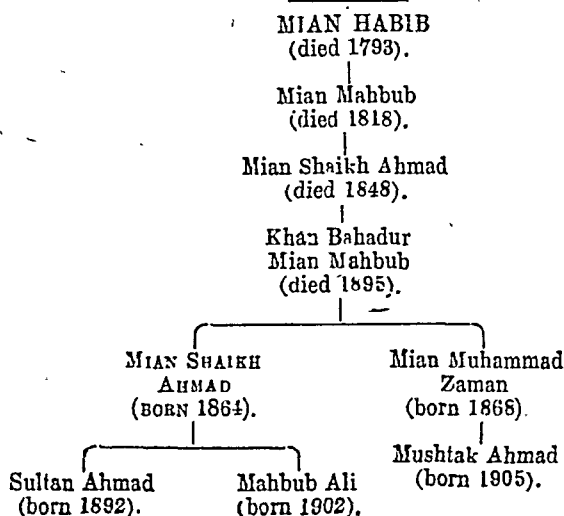 MIAN HABIB
(died 1793).
Mian Mahbub
(died 1818).
Mian Shaikh Ahmad
(died 1848).
Khan Bahadur
Mian Mahbub
(died 1895).
MIAN SHAIKH
AHMAD
(BORN 1864).
Mian Muhammad
Zaman
(born 1868).
Sultan Ahmad
(born 1892).
Mahbub Ali
(born 1902).
Mushtak Ahmad
(born 1905).